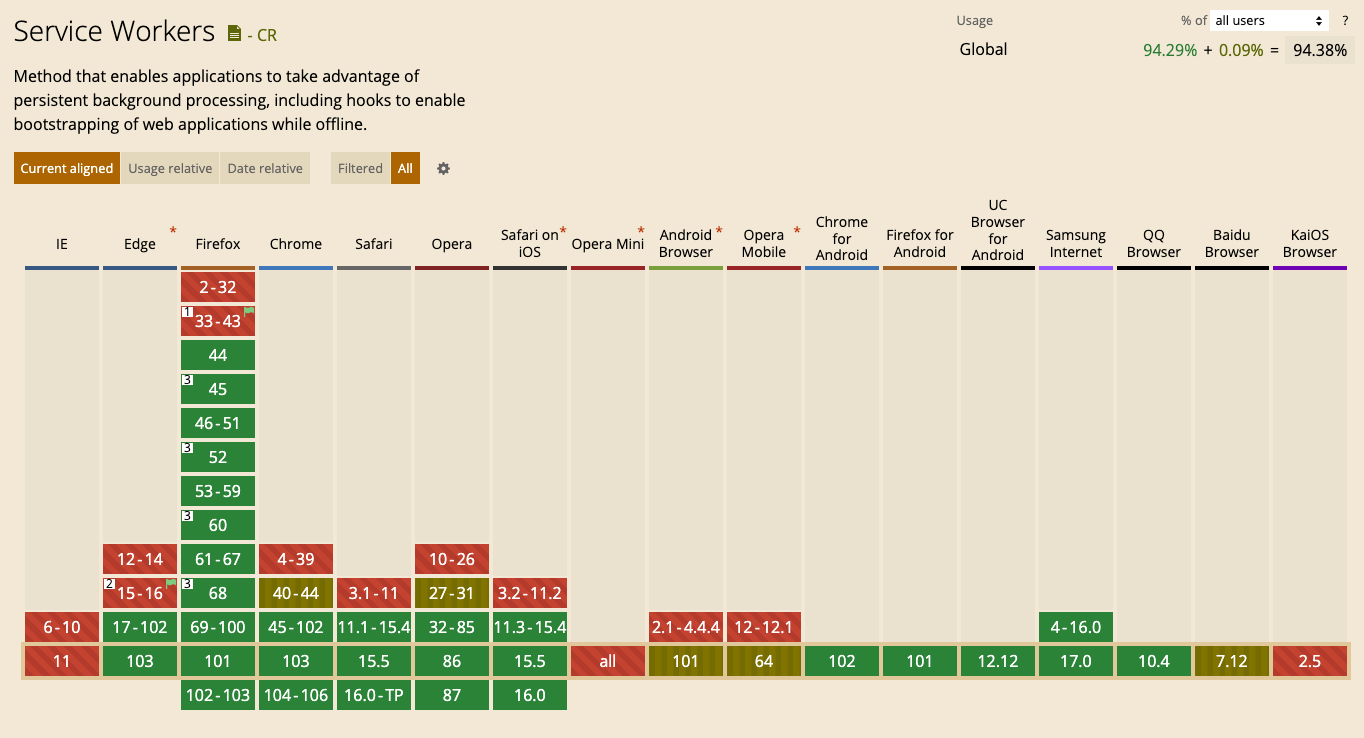 Service Workers - CR
Usage % of all users ?
Global 94.29% + 0.09% = 94.38%
Method that enables applications to take advantage of
persistent background processing, including hooks to enable
bootstrapping of web applications while offline.
Current aligned Usage relative Date relative Filtered All
IE
Edge *
Firefox
Chrome
Safari
Opera
Safari on *
iOS
Opera Mini *
Android *
Browser
Opera *
Mobile
Chrome
for
Android
Firefox for
Android
UC
Browser
for
Android
Samsung
Internet
QQ
Browser
Baidu
Browser
KaiOS
Browser
2-32
1 33-43
44
3 45
46-51
3 52
53-59
3 60
12-14 61-67 4-39 10-26
2 15-16 3 68 40-44 3.1-11 27-31 3.2-11.2
6-10 17-102 69-100 45-102 11.1-15.4 32-85 11.3-15.4 2.1-4.4.4 12-12.1 4-16.0
11 103 101 103 15.5 86 15.5 all 101 64 102 101 12.12 17.0 10.4 7.12 2.5
102-103 104-106 16.0-TP 87 16.0